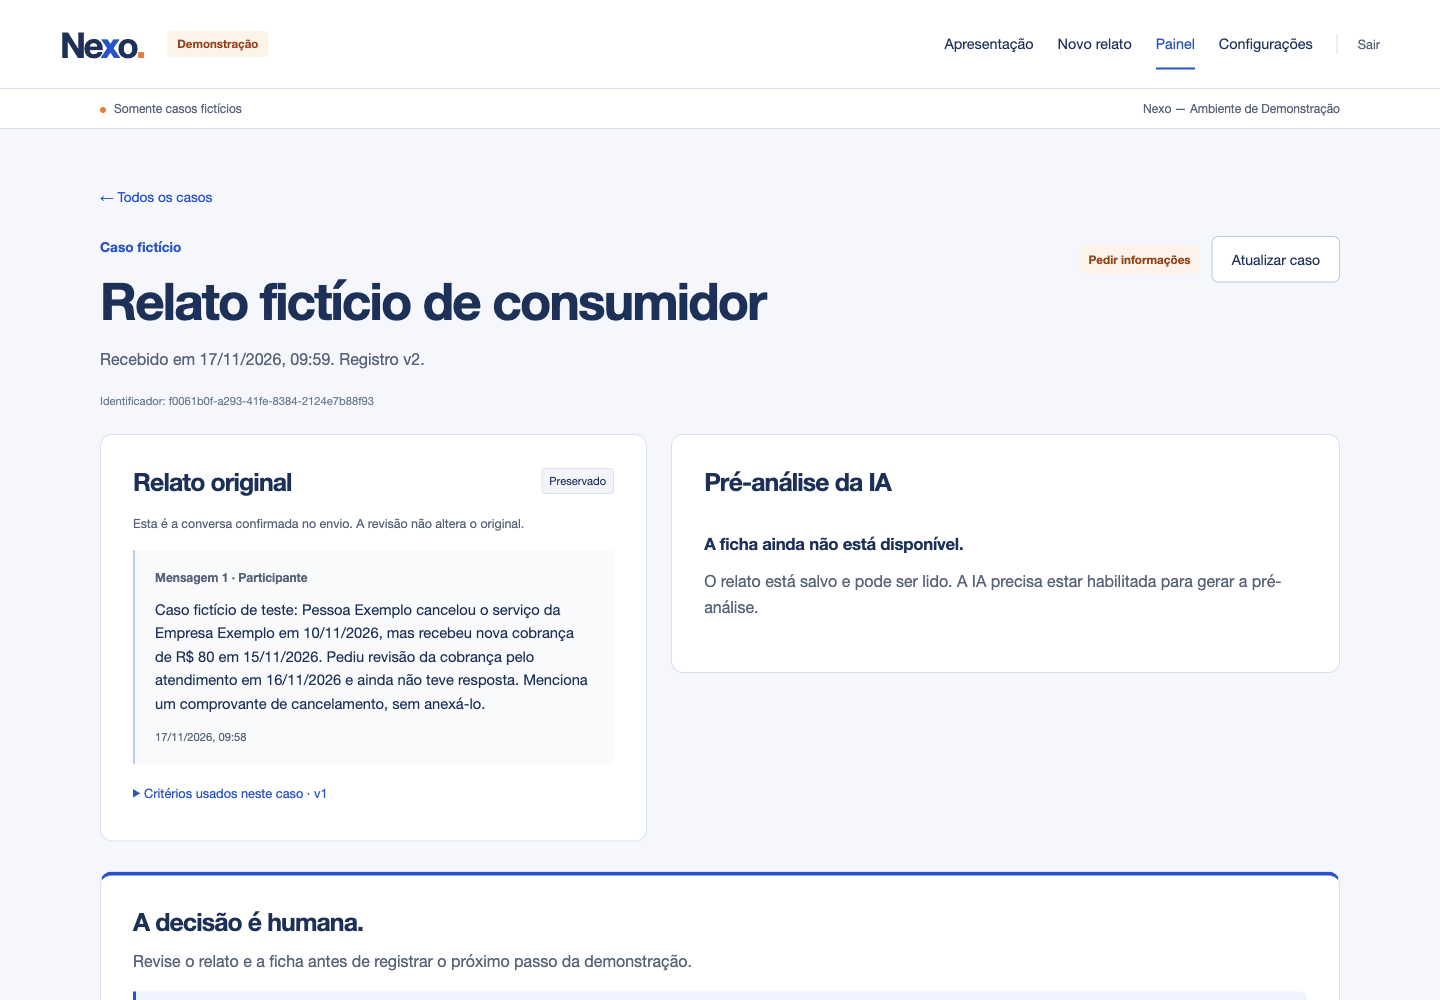 Nexo.
Demonstração
Apresentação
Novo relato
Painel
Configurações
Sair
Somente casos fictícios
Nexo — Ambiente de Demonstração
← Todos os casos
Caso fictício
Relato fictício de consumidor
Recebido em 17/11/2026, 09:59. Registro v2.
Identificador: f0061b0f-a293-41fe-8384-2124e7b88f93
Pedir informações
Atualizar caso
Relato original
Preservado
Esta é a conversa confirmada no envio. A revisão não altera o original.
Mensagem 1 · Participante
Caso fictício de teste: Pessoa Exemplo cancelou o serviço da
Empresa Exemplo em 10/11/2026, mas recebeu nova cobrança
de R$ 80 em 15/11/2026. Pediu revisão da cobrança pelo
atendimento em 16/11/2026 e ainda não teve resposta. Menciona
um comprovante de cancelamento, sem anexá-lo.
17/11/2026, 09:58
▶ Critérios usados neste caso · v1
Pré-análise da IA
A ficha ainda não está disponível.
O relato está salvo e pode ser lido. A IA precisa estar habilitada para gerar a pré-
análise.
A decisão é humana.
Revise o relato e a ficha antes de registrar o próximo passo da demonstração.